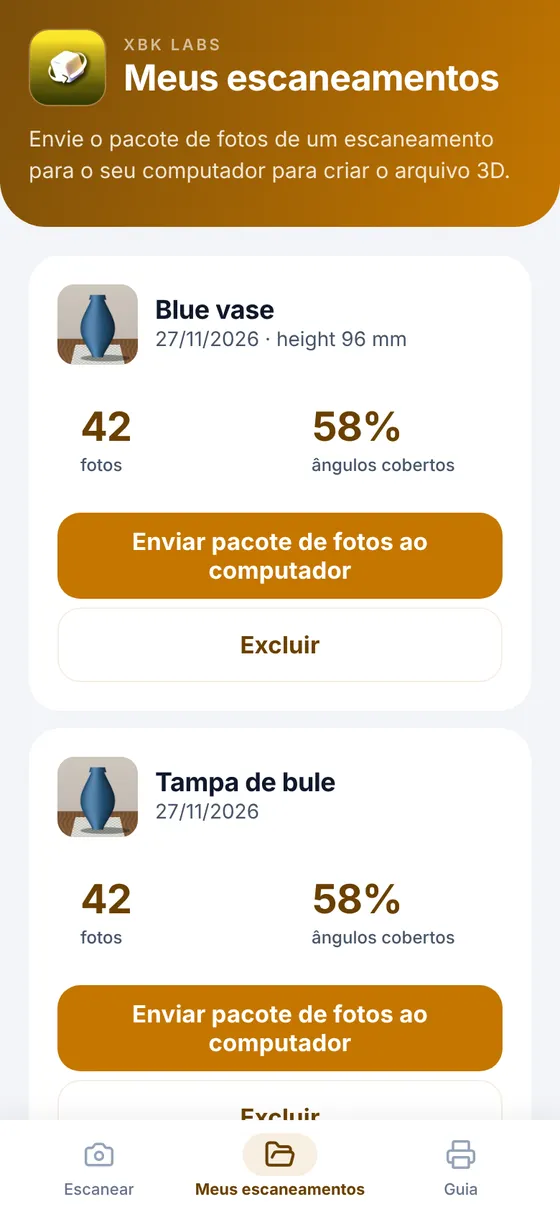 XBK LABS
Meus escaneamentos
Envie o pacote de fotos de um escaneamento
para o seu computador para criar o arquivo 3D.
Blue vase
27/11/2026 · height 96 mm
42
58%
fotos
ângulos cobertos
Enviar pacote de fotos ao
computador
Excluir
Tampa de bule
27/11/2026
42
58%
fotos
ângulos cobertos
Enviar pacote de fotos ao
computador
Excluir
Escanear
Meus escaneamentos
Guia